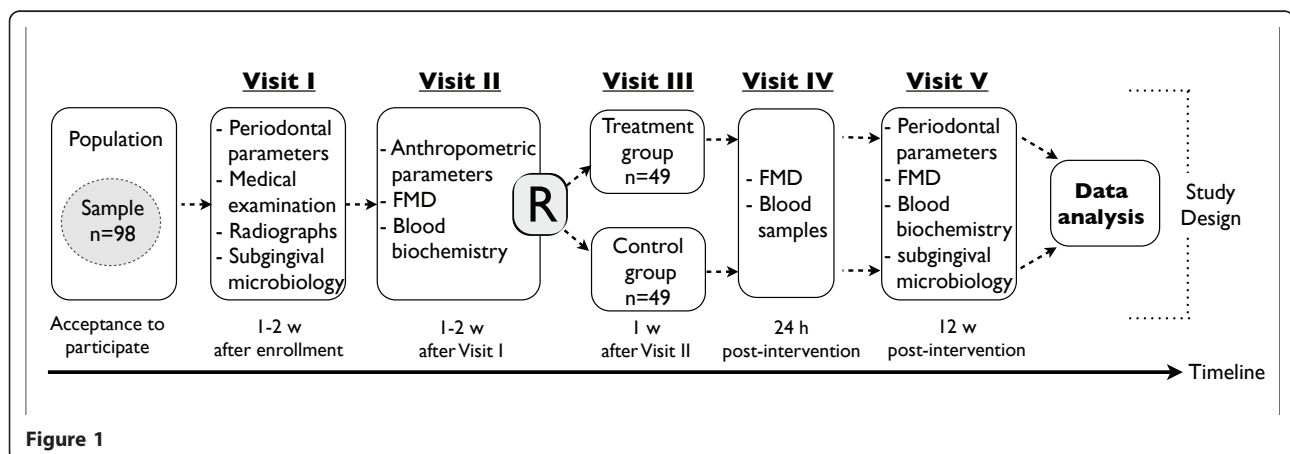 Visit I
Visit II
Visit III
Visit IV
Visit V
Population
Sample
n=98
Acceptance to
participate
- Periodontal
parameters
- Medical
examination
- Radiographs
- Subgingival
microbiology
1-2 w
after enrollment
- Anthropometric
parameters
- FMD
- Blood
biochemistry
R
1-2 w
after Visit I
Treatment
group
n=49
Control
group
n=49
1 w
after Visit II
- FMD
- Blood
samples
24 h
post-intervention
- Periodontal
parameters
- FMD
- Blood
biochemistry
- subgingival
microbiology
12 w
post-intervention
Data
analysis
Study
Design
Timeline
Figure 1